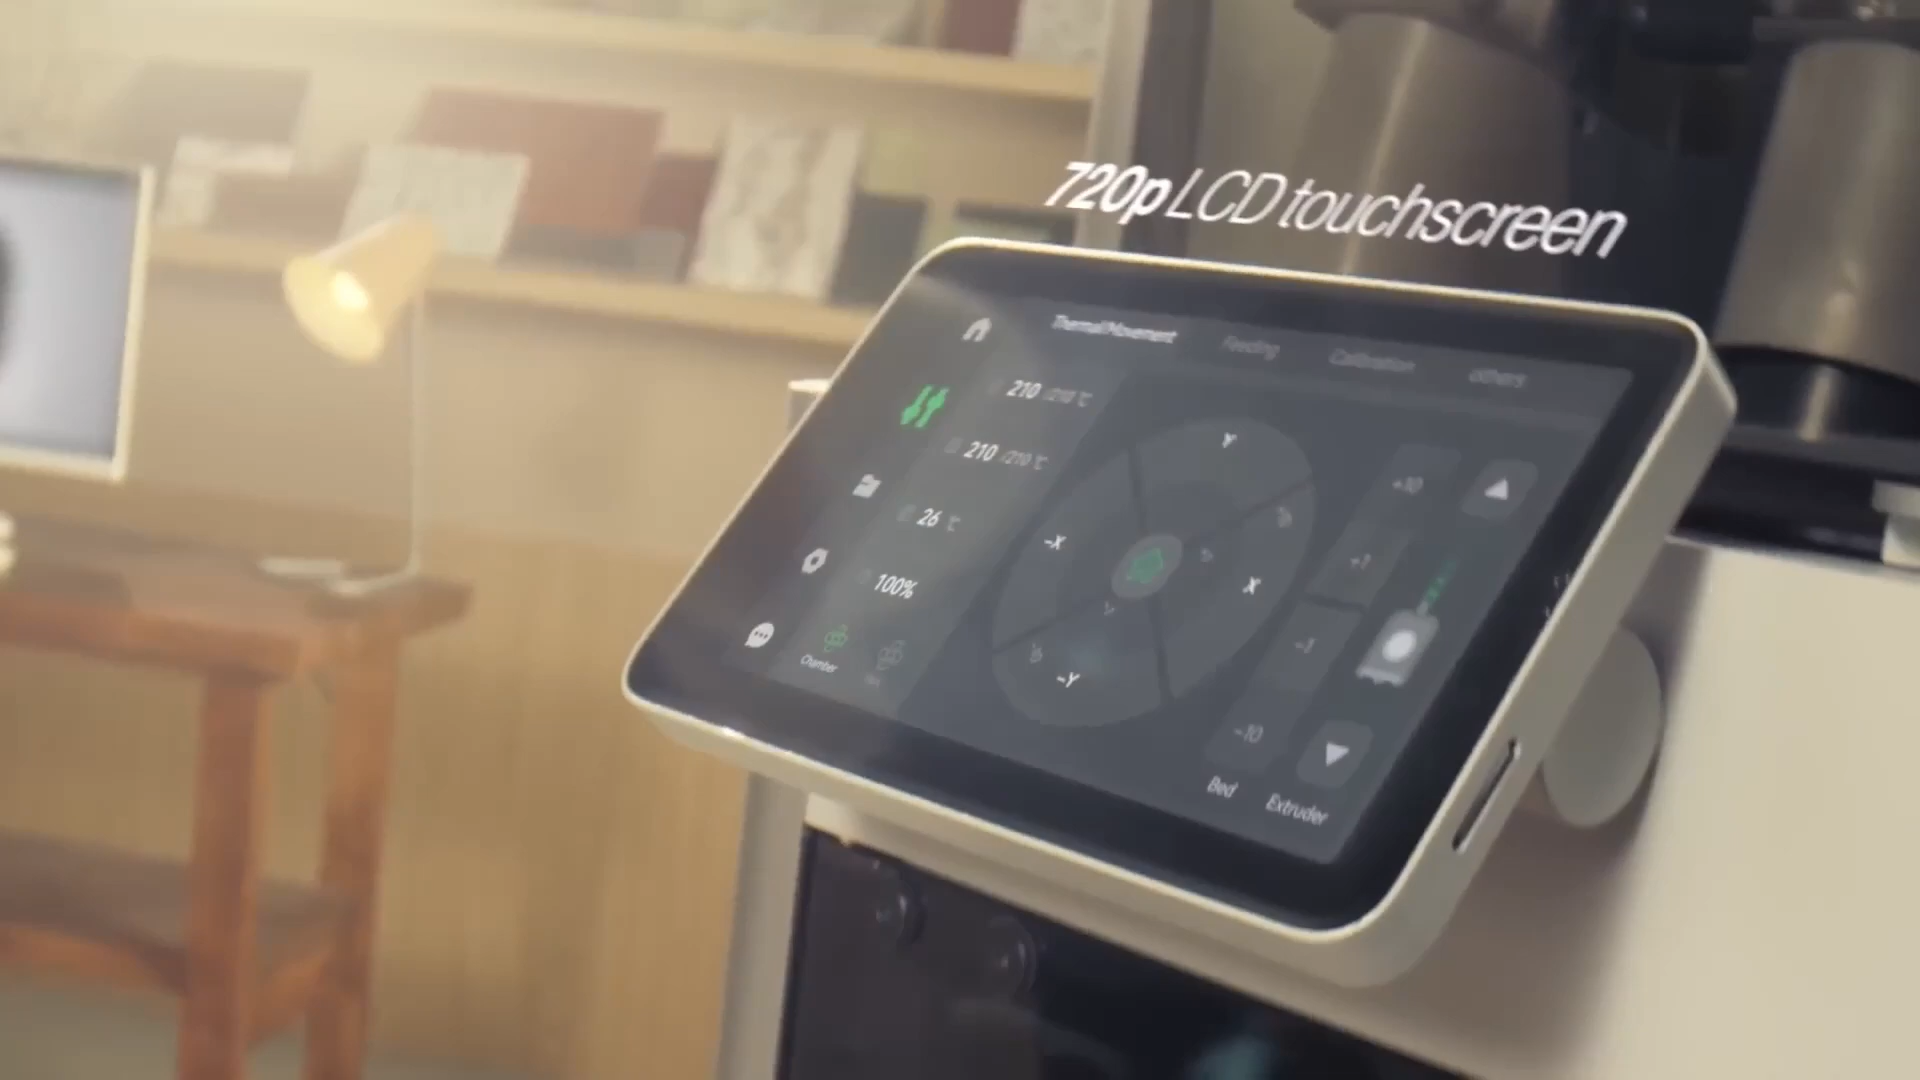 720p LCD touchscreen
Thermal/Movement Feeding Calibration others
210 /210 ℃
210 /210 ℃
26 ℃
100%
Chamber
Y
-X
X
-Y
+10
+1
-1
-10
Bed Extruder